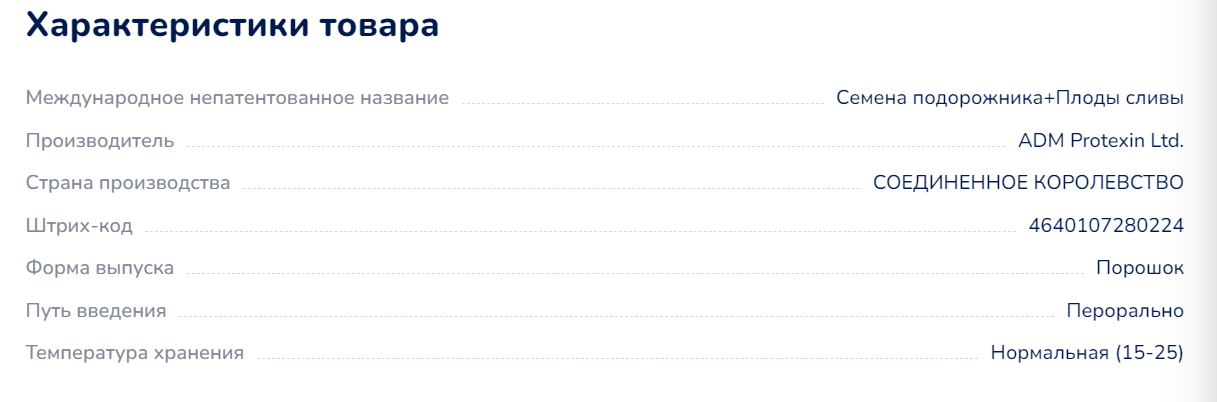 Характеристики товара
Международное непатентованное название Семена подорожника+Плоды сливы
Производитель ADM Protexin Ltd.
Страна производства СОЕДИНЕННОЕ КОРОЛЕВСТВО
Штрих-код 4640107280224
Форма выпуска Порошок
Путь введения Перорально
Температура хранения Нормальная (15-25)